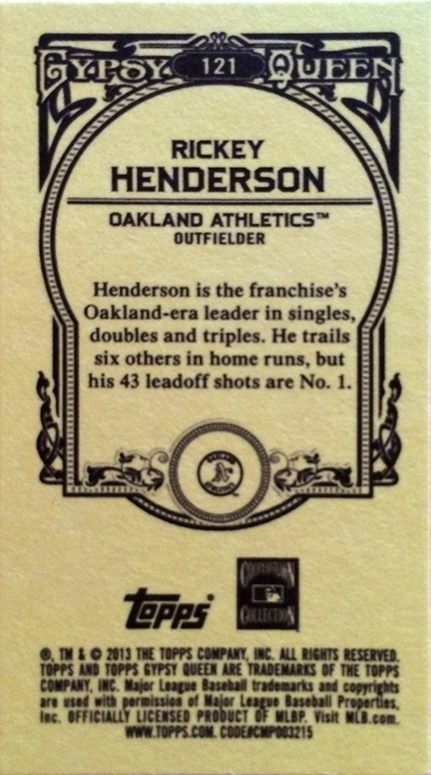 GYPSY 121 QUEEN
RICKEY
HENDERSON
OAKLAND ATHLETICS™
OUTFIELDER
Henderson is the franchise's
Oakland-era leader in singles,
doubles and triples. He trails
six others in home runs, but
his 43 leadoff shots are No. 1.
topps®
COOPERSTOWN
COLLECTION
®, TM & © 2013 THE TOPPS COMPANY, INC. ALL RIGHTS RESERVED.
TOPPS AND TOPPS GYPSY QUEEN ARE TRADEMARKS OF THE TOPPS
COMPANY, INC. Major League Baseball trademarks and copyrights
are used with permission of Major League Baseball Properties,
Inc. OFFICIALLY LICENSED PRODUCT OF MLBP. Visit MLB.com.
WWW.TOPPS.COM. CODE#CMP003215